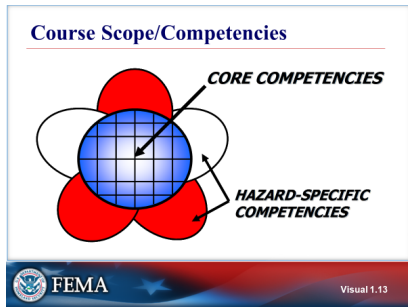 Course Scope/Competencies
CORE COMPETENCIES
HAZARD-SPECIFIC
COMPETENCIES
FEMA
Visual 1.13